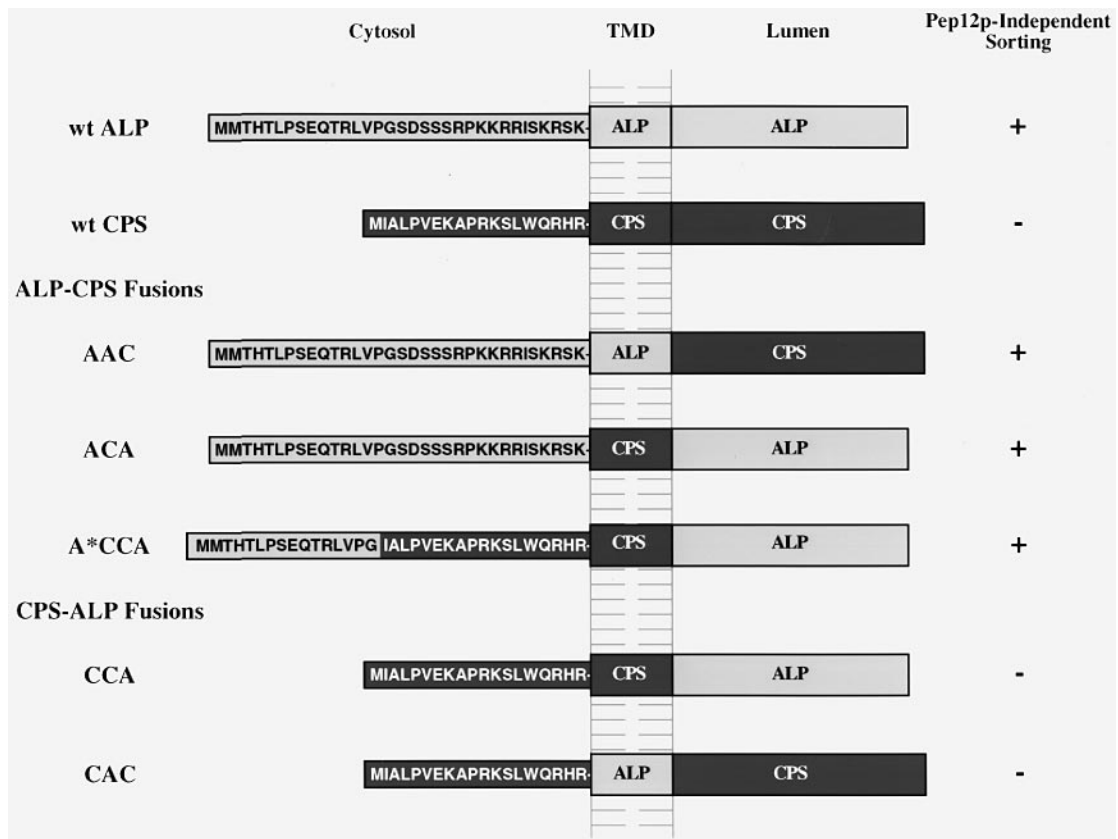 Cytosol TMD Lumen Pep12p-Independent
Sorting
wt ALP MMTHTLPSEQTRLVPGSDSSSRPKKRRISKRSK- ALP ALP +
wt CPS MIALPVEKAPRKSLWQRHR- CPS CPS -
ALP-CPS Fusions
AAC MMTHTLPSEQTRLVPGSDSSSRPKKRRISKRSK- ALP CPS +
ACA MMTHTLPSEQTRLVPGSDSSSRPKKRRISKRSK- CPS ALP +
A*CCA MMTHTLPSEQTRLVPGIALPVEKAPRKSLWQRHR- CPS ALP +
CPS-ALP Fusions
CCA MIALPVEKAPRKSLWQRHR- CPS ALP -
CAC MIALPVEKAPRKSLWQRHR- ALP CPS -